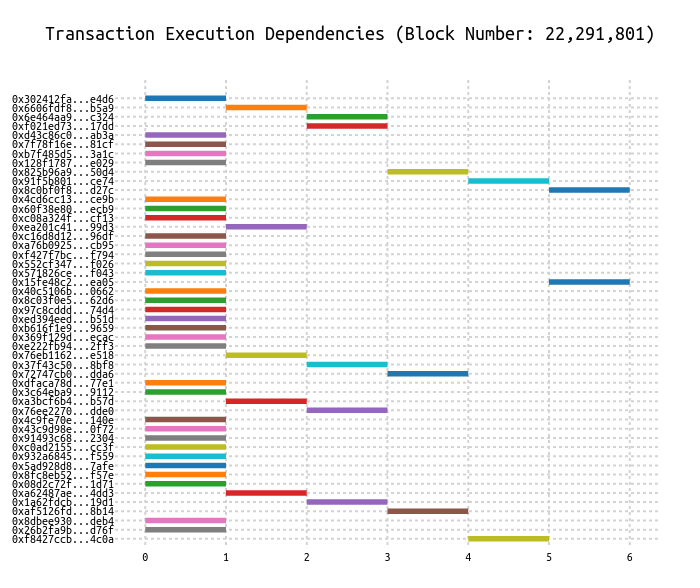 Transaction Execution Dependencies (Block Number: 22,291,801)
0x302412fa...e4d6
0x6606fdf8...b5a9
0x6e464aa9...c324
0xf021ed73...17dd
0xd43c86c0...ab3a
0x7f78f16e...81cf
0xb7f485d5...3a1c
0x128f1787...e029
0x825b96a9...50d4
0x91f5b801...ce74
0x8c0bf0f8...d27c
0x4cd6cc13...ce9b
0x60f38e80...ecb9
0xc08a324f...cf13
0xea201c41...99d3
0xc16d8d12...96df
0xa76b0925...cb95
0xf427f7bc...f794
0x552cf347...f026
0x571826ce...f043
0x15fe48c2...ea05
0x40c5106b...0662
0x8c03f0e5...62d6
0x97c8cddd...74d4
0xed394eed...b51d
0xb616f1e9...9659
0x369f129d...ecac
0xe222fb94...2ff3
0x76eb1162...e518
0x37f43c50...8bf8
0x72747cb0...dda6
0xdfaca78d...77e1
0x3c64eba9...9112
0xa3bcf6b4...b57d
0x76ee2270...dde0
0x4c9fe70e...140e
0x43c9d98e...0f72
0x91493c68...2304
0xc0ad2155...cc3f
0x932a6845...f559
0x5ad928d8...7afe
0x8fc8eb52...f57e
0x08d2c72f...1d71
0xa62487ae...4dd3
0x1a62fdcb...19d1
0xaf5126fd...8b14
0x8dbee930...deb4
0x26b2fa9b...d76f
0xf8427ccb...4c0a
0 1 2 3 4 5 6